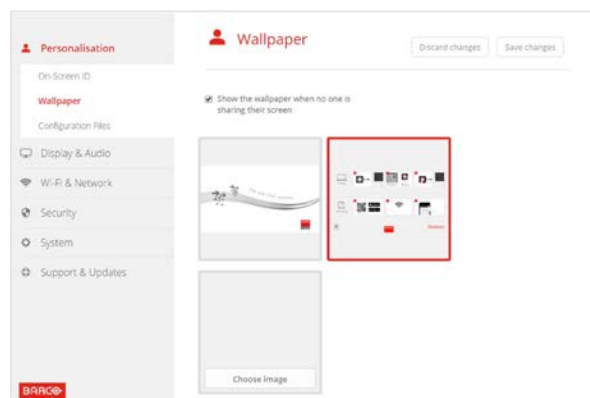 Personalisation
On-Screen ID
Wallpaper
Configuration Files
Display & Audio
Wi-Fi & Network
Security
System
Support & Updates
BARCO
Wallpaper
Discard changes
Save changes
Show the wallpaper when no one is
sharing their screen
Choose image